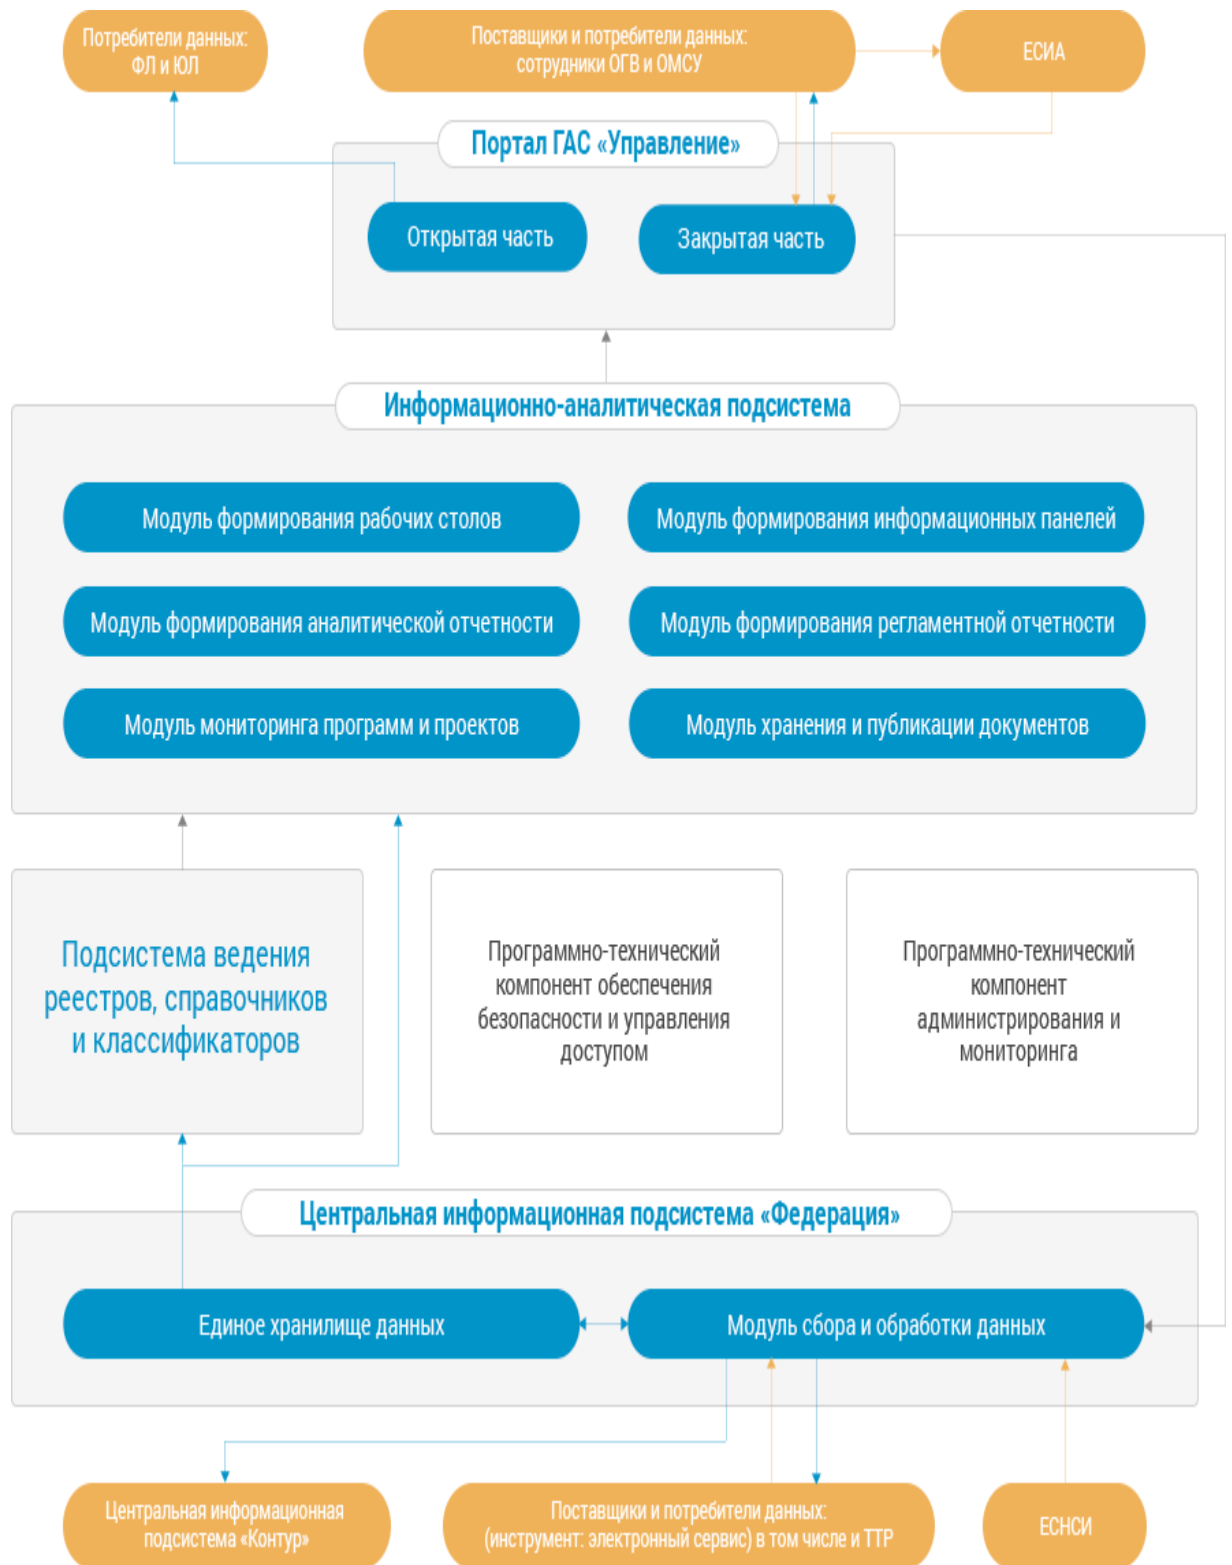 Потребители данных:
ФЛ и ЮЛ
Поставщики и потребители данных:
сотрудники ОГВ и ОМСУ
ЕСИА
Портал ГАС «Управление»
Открытая часть
Закрытая часть
Информационно-аналитическая подсистема
Модуль формирования рабочих столов
Модуль формирования информационных панелей
Модуль формирования аналитической отчетности
Модуль формирования регламентной отчетности
Модуль мониторинга программ и проектов
Модуль хранения и публикации документов
Подсистема ведения
реестров, справочников
и классификаторов
Программно-технический
компонент обеспечения
безопасности и управления
доступом
Программно-технический
компонент
администрирования и
мониторинга
Центральная информационная подсистема «Федерация»
Единое хранилище данных
Модуль сбора и обработки данных
Центральная информационная
подсистема «Контур»
Поставщики и потребители данных:
(инструмент: электронный сервис) в том числе и ТТР
ЕСНСИ